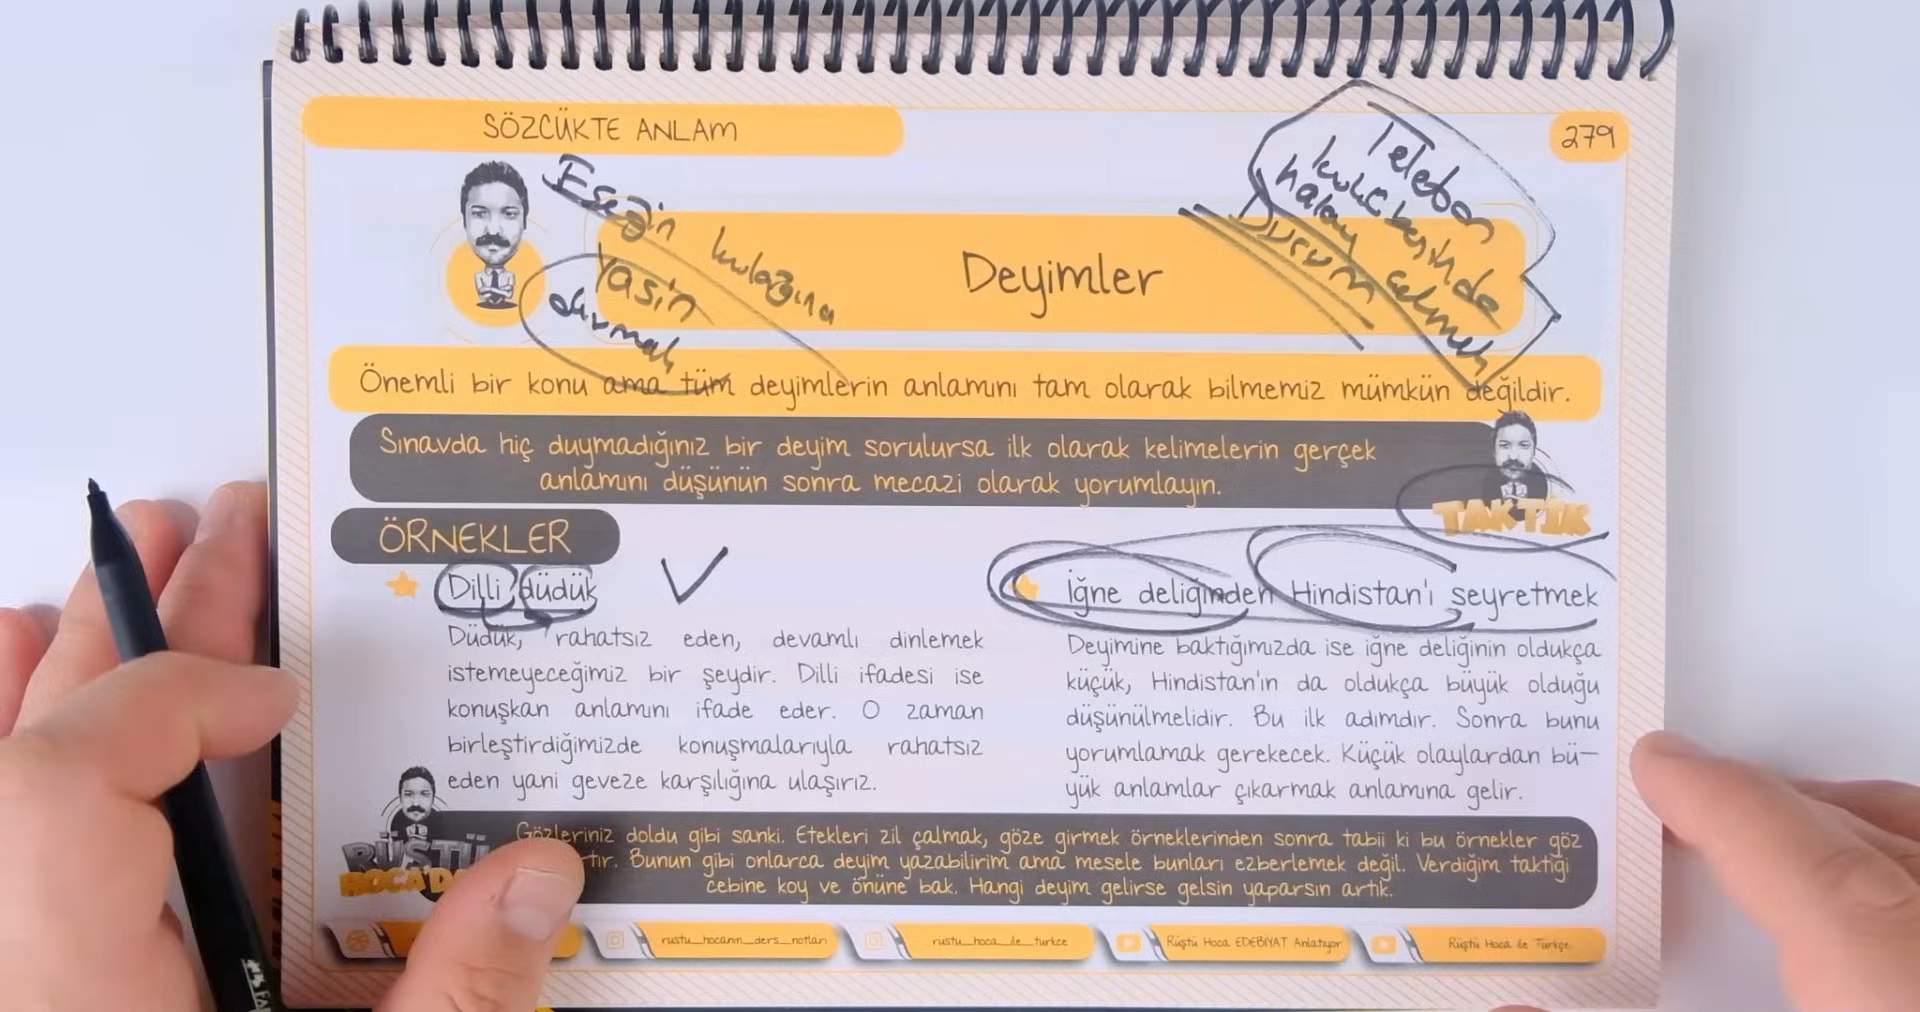 SÖZCÜKTE ANLAM
279
Eşeğin kulağına
Yasin
okumak
Telefon
kulübesinde
halay çekmek
Durum
Deyimler
Önemli bir konu ama tüm deyimlerin anlamını tam olarak bilmemiz mümkün değildir.
Sınavda hiç duymadığınız bir deyim sorulursa ilk olarak kelimelerin gerçek
anlamını düşünün sonra mecazi olarak yorumlayın.
TAKTİK
ÖRNEKLER
Dilli düdük
Düdük, rahatsız eden, devamlı dinlemek
istemeyeceğimiz bir şeydir. Dilli ifadesi ise
konuşkan anlamını ifade eder. O zaman
birleştirdiğimizde konuşmalarıyla rahatsız
eden yani geveze karşılığına ulaşırız.
İğne deliğinden Hindistan'ı seyretmek
Deyimine baktığımızda ise iğne deliğinin oldukça
küçük, Hindistan'ın da oldukça büyük olduğu
düşünülmelidir. Bu ilk adımdır. Sonra bunu
yorumlamak gerekecek. Küçük olaylardan bü-
yük anlamlar çıkarmak anlamına gelir.
RÜŞTÜ
HOCA'DA
Gözleriniz doldu gibi sanki. Etekleri zil çalmak, göze girmek örneklerinden sonra tabii ki bu örnekler göz
tır. Bunun gibi onlarca deyim yazabilirim ama mesele bunları ezberlemek değil. Verdiğim taktiği
cebine koy ve önüne bak. Hangi deyim gelirse gelsin yaparsın artık.
rustu_hocanin_ders_notlari
rustu_hoca_ile_turkce
Rüştü Hoca EDEBİYAT Anlatıyor
Rüştü Hoca ile Türkçe